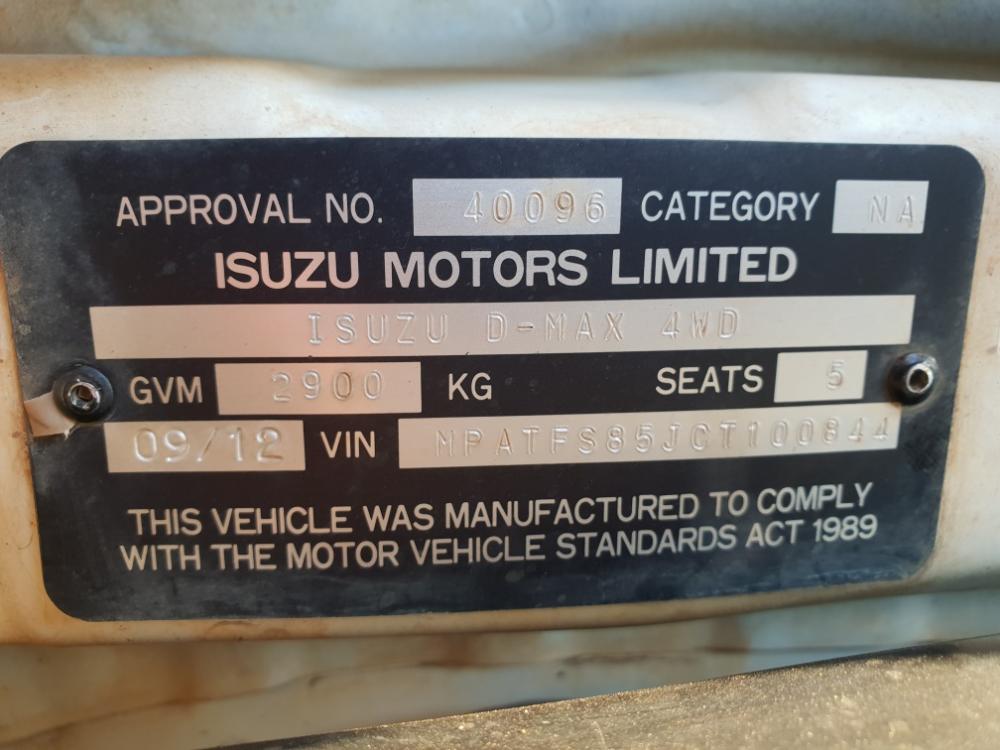 APPROVAL NO. 40096 CATEGORY NA
ISUZU MOTORS LIMITED
ISUZU D-MAX 4WD
GVM 2900 KG SEATS 5
09/12 VIN MPATFS85JCT100844
THIS VEHICLE WAS MANUFACTURED TO COMPLY
WITH THE MOTOR VEHICLE STANDARDS ACT 1989